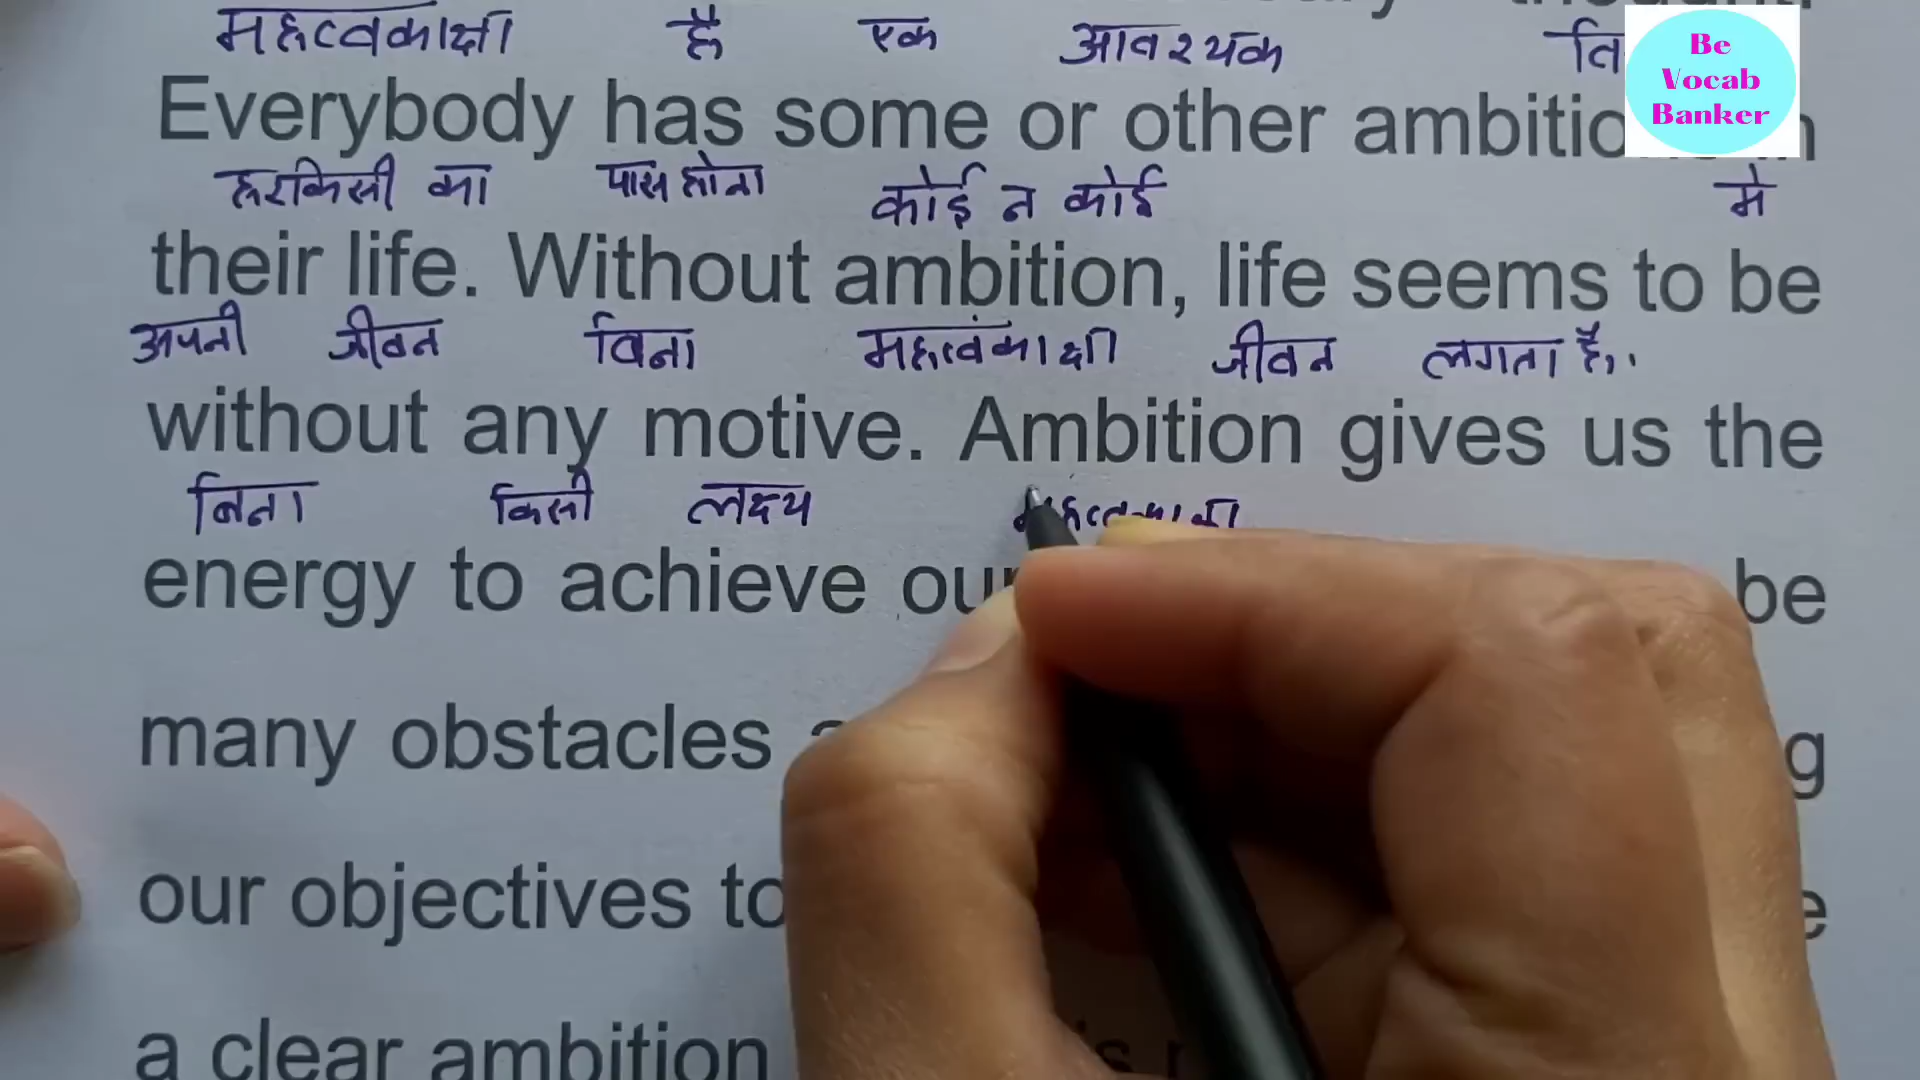 महत्वकांक्षा है एक आवश्यक
Be
Vocab
Banker
Everybody has some or other
हरकिसी का पास होना कोई न कोई में
their life. Without ambition, life seems to be
अपनी जीवन बिना महत्वकांक्षा जीवन लगता है,
without any motive. Ambition gives us the
बिना किसी लक्ष्य
energy to achieve be
many obstacles
our objectives to
a clear ambition